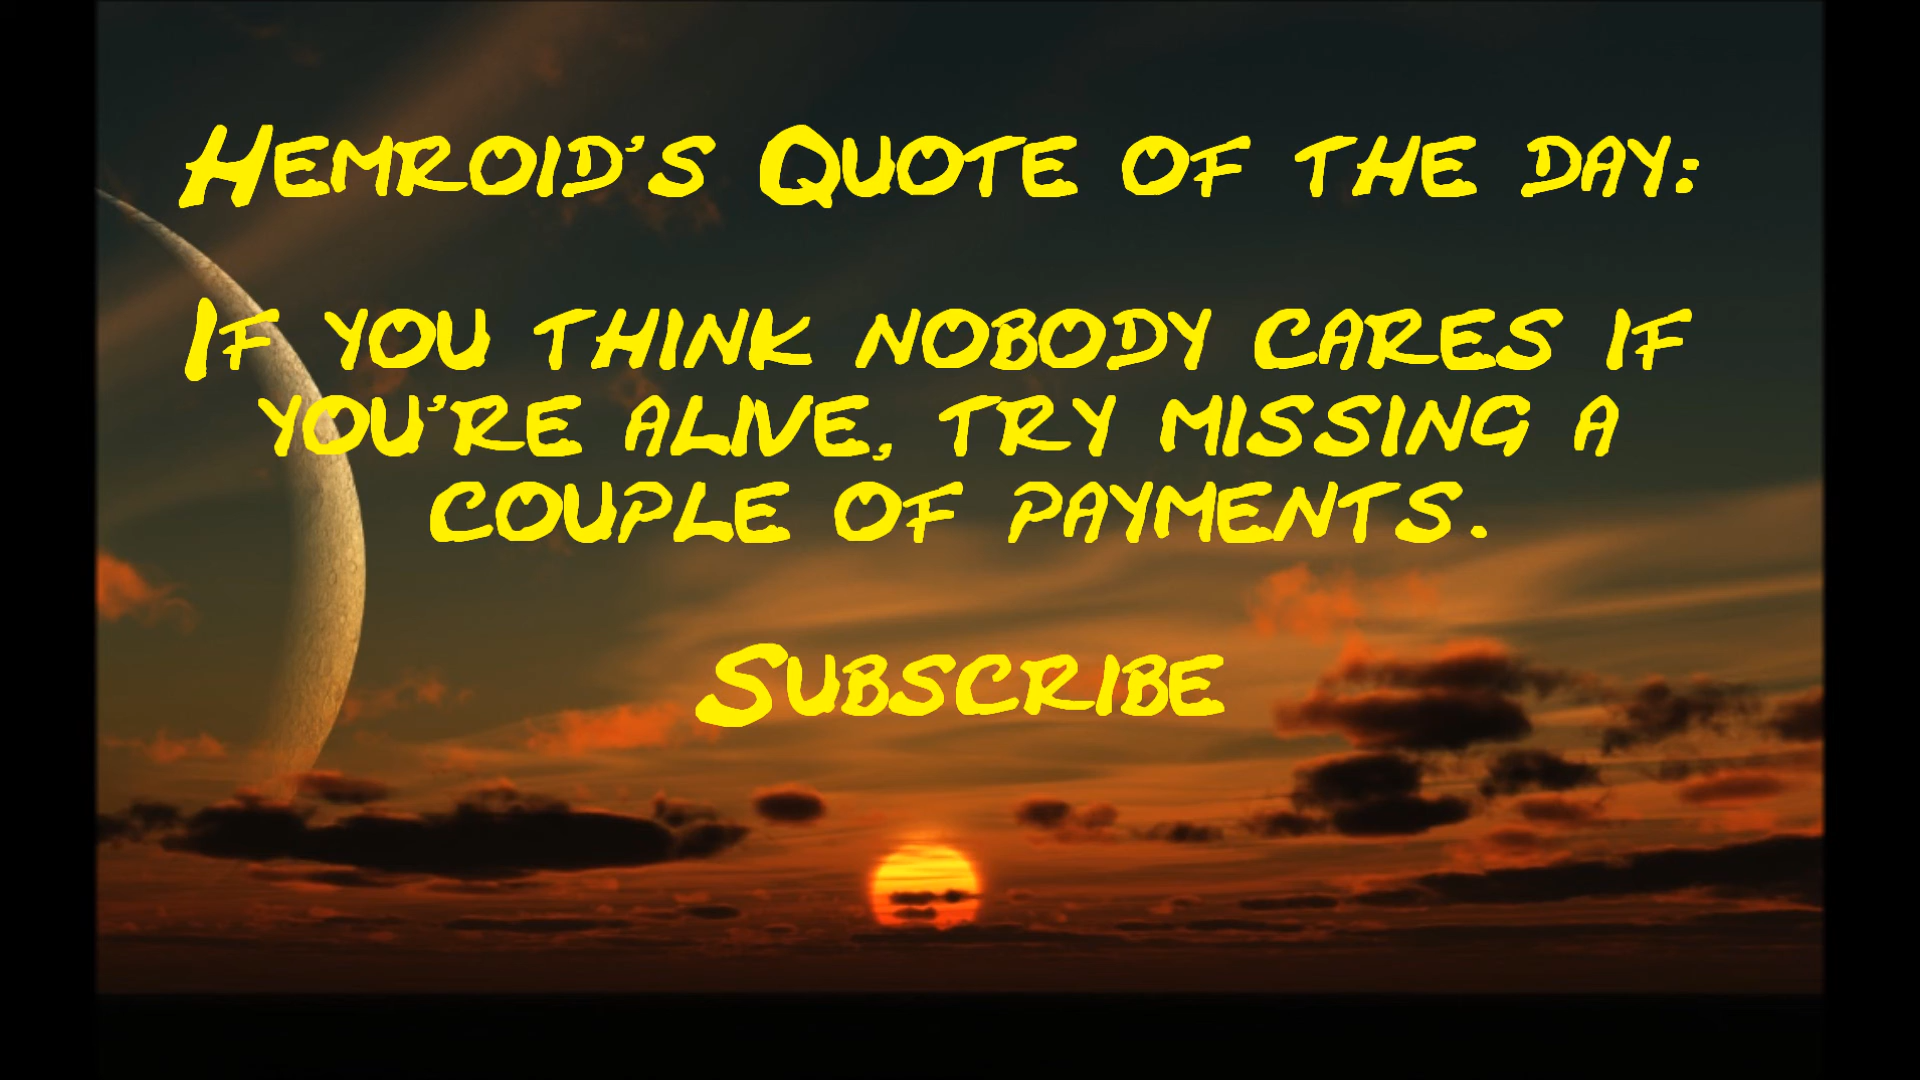 Hemroid's Quote of the day:
If you think nobody cares if
you're alive, try missing a
couple of payments.
Subscribe